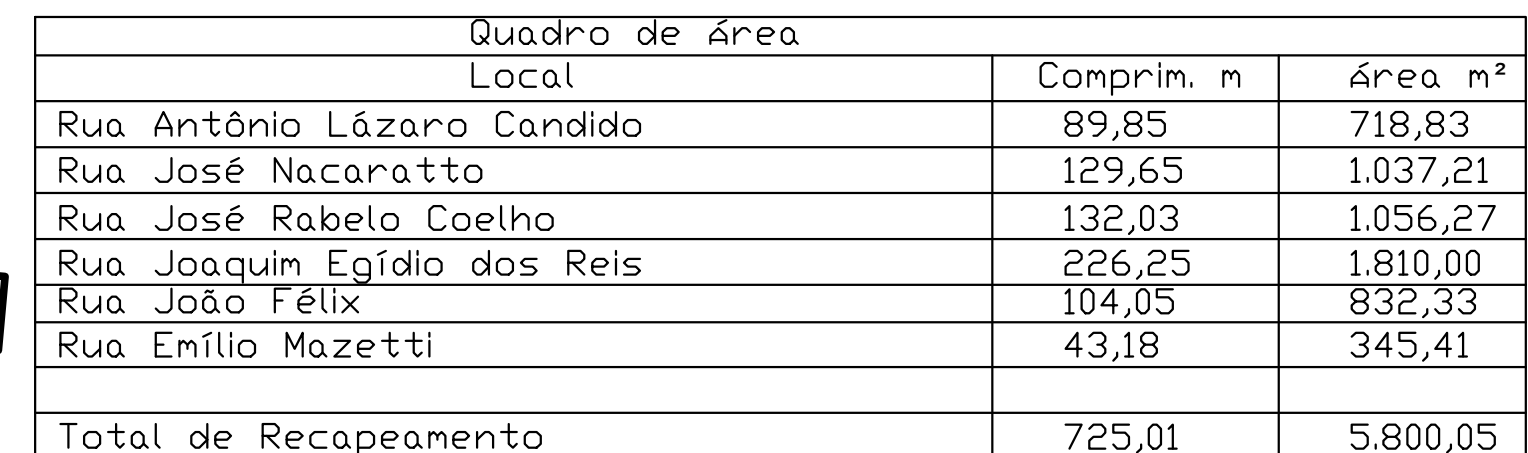 Quadro de área
Local Comprim. m área m²
Rua Antônio Lázaro Candido 89,85 718,83
Rua José Nacaratto 129,65 1.037,21
Rua José Rabelo Coelho 132,03 1.056,27
Rua Joaquim Egídio dos Reis 226,25 1.810,00
Rua João Félix 104,05 832,33
Rua Emílio Mazetti 43,18 345,41
Total de Recapeamento 725,01 5.800,05